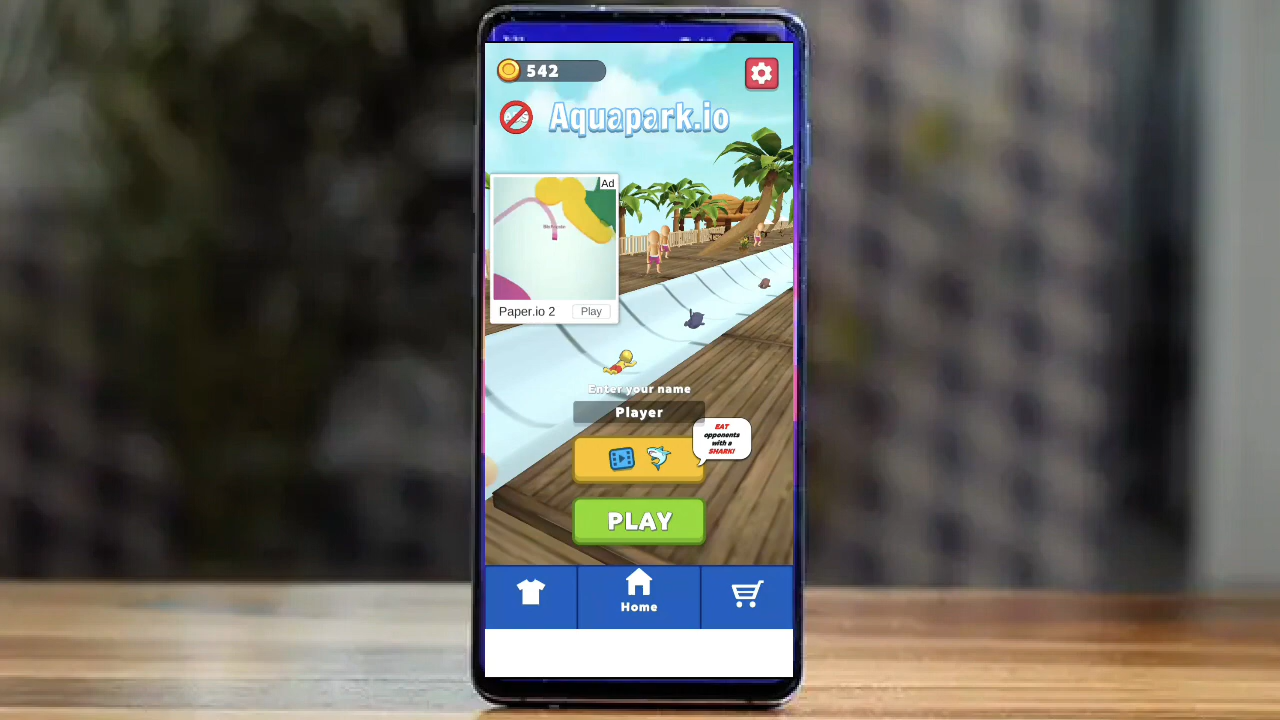 542
Aquapark.io
Ad
Paper.io 2
Play
Enter your name
Player
EAT
opponents
with a
SHARK!
PLAY
Home